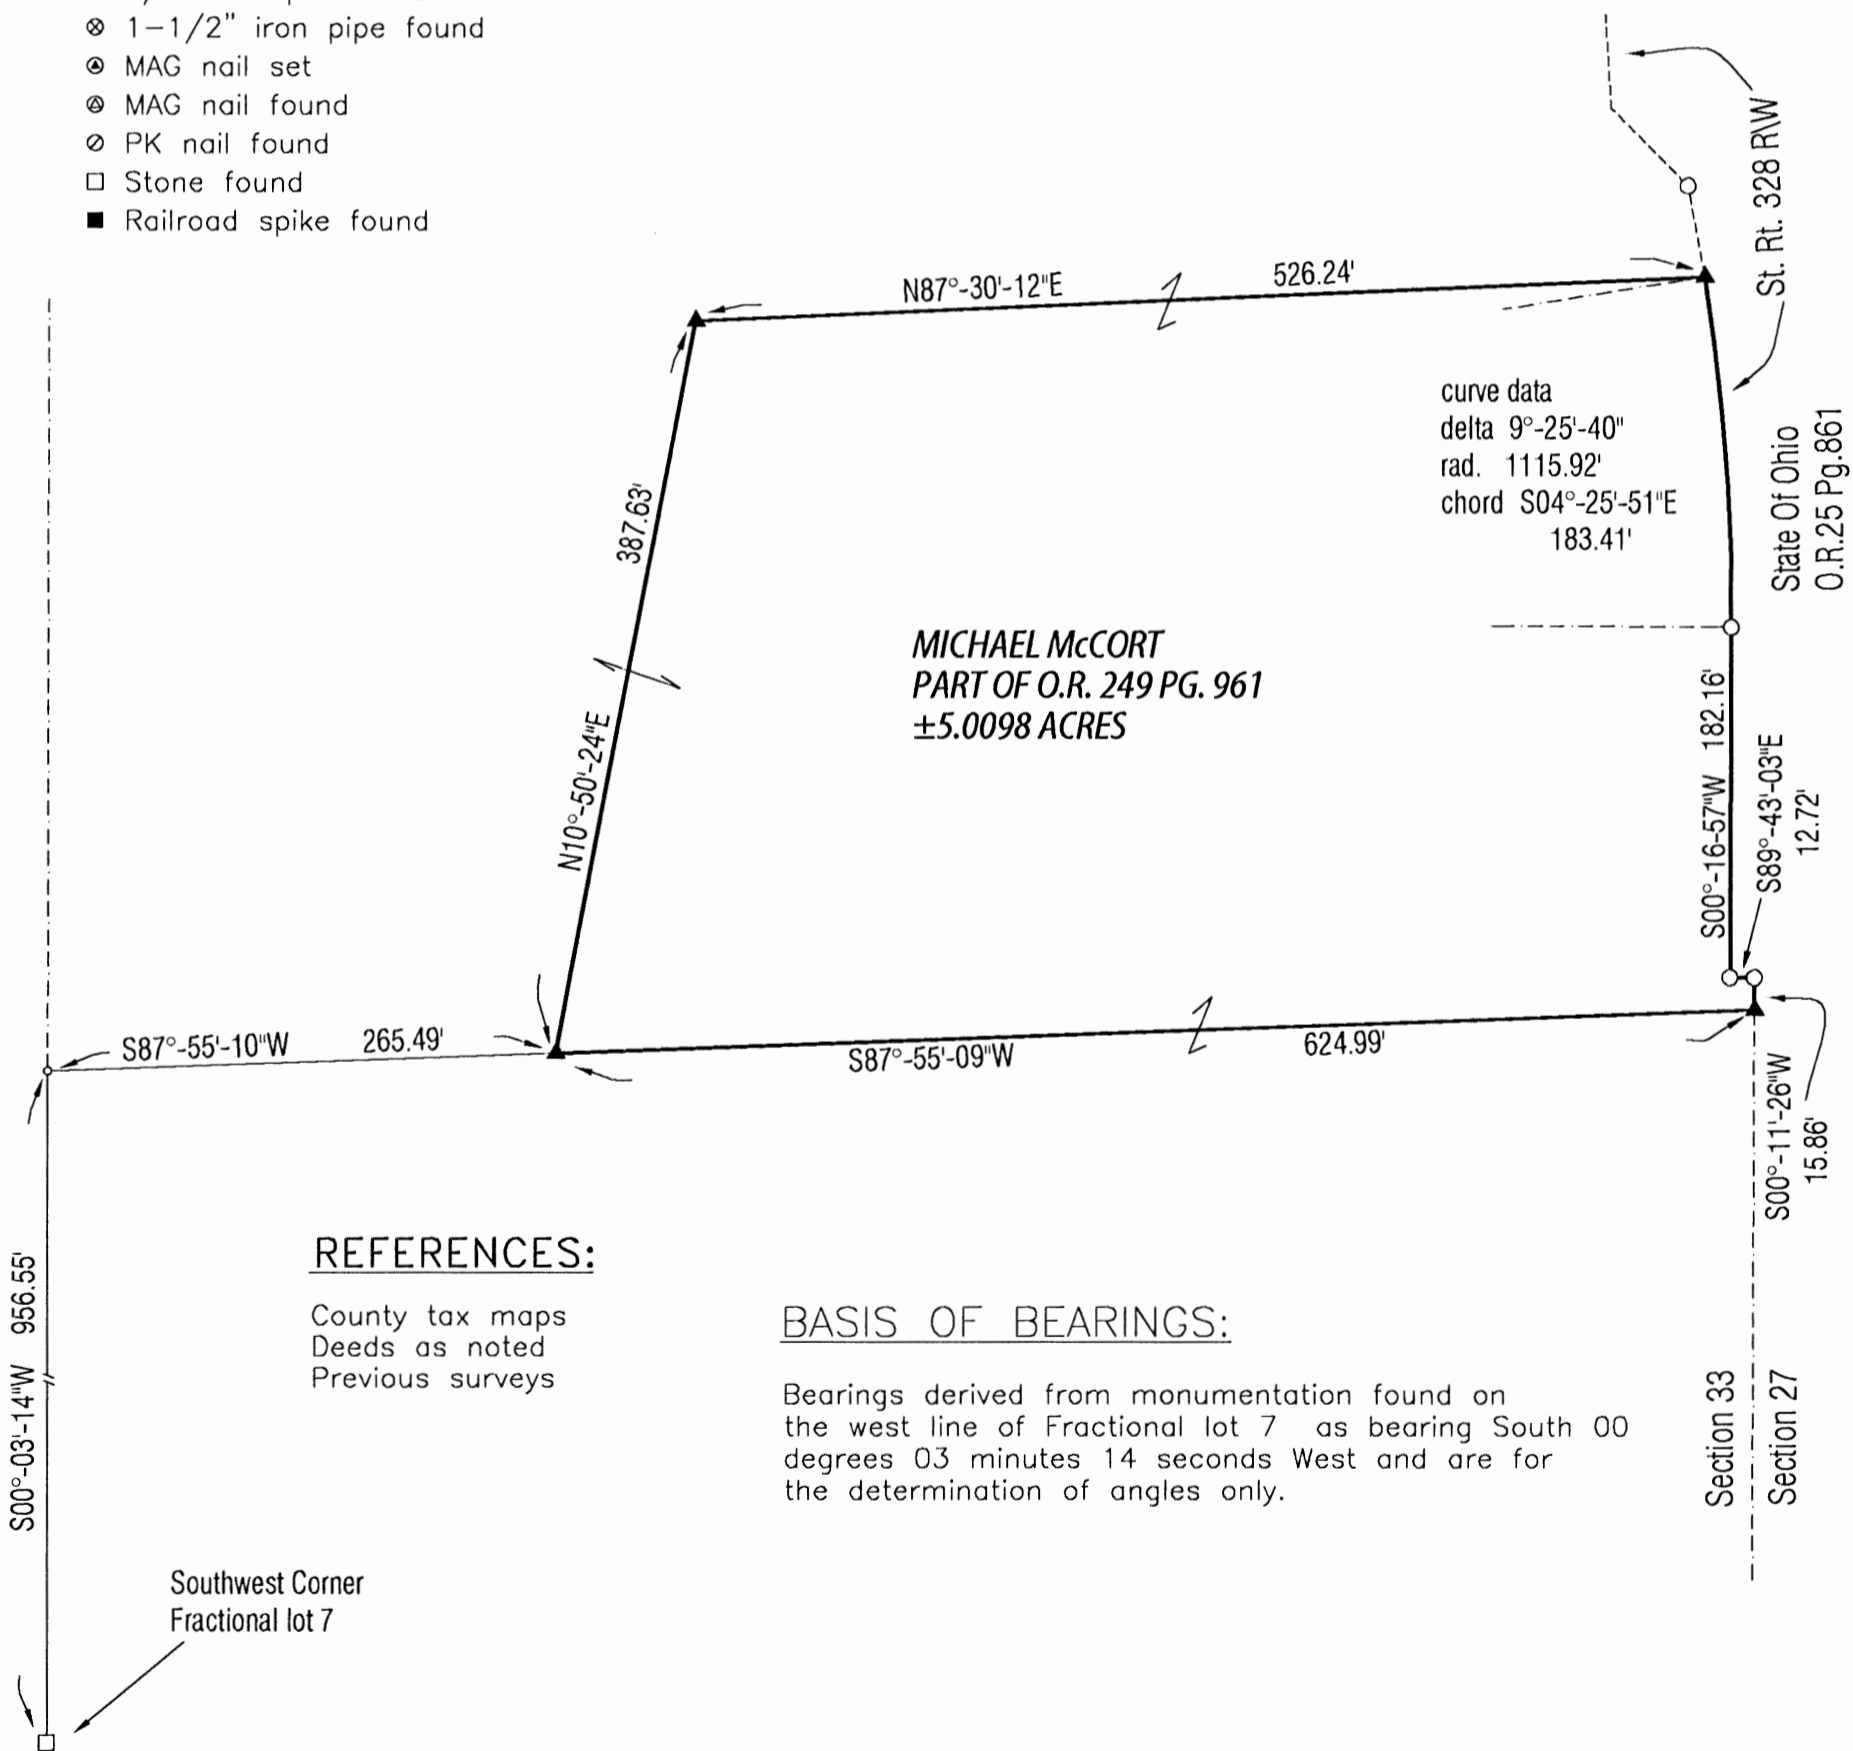 1-1/2" iron pipe found
MAG nail set
MAG nail found
PK nail found
Stone found
Railroad spike found
St. Rt. 328 R\W
N87°-30'-12"E 526.24'
curve data
delta 9°-25'-40"
rad. 1115.92'
chord S04°-25'-51"E
183.41'
State Of Ohio
O.R.25 Pg.861
387.63'
N10°-50'-24"E
MICHAEL McCORT
PART OF O.R. 249 PG. 961
±5.0098 ACRES
S00°-16-57"W 182.16'
S89°-43'-03"E
12.72'
S87°-55'-10"W 265.49'
S87°-55'-09"W 624.99'
S00°-11'-26"W
15.86'
S00°-03'-14"W 956.55'
REFERENCES:
County tax maps
Deeds as noted
Previous surveys
BASIS OF BEARINGS:
Bearings derived from monumentation found on
the west line of Fractional lot 7 as bearing South 00
degrees 03 minutes 14 seconds West and are for
the determination of angles only.
Section 33
Section 27
Southwest Corner
Fractional lot 7